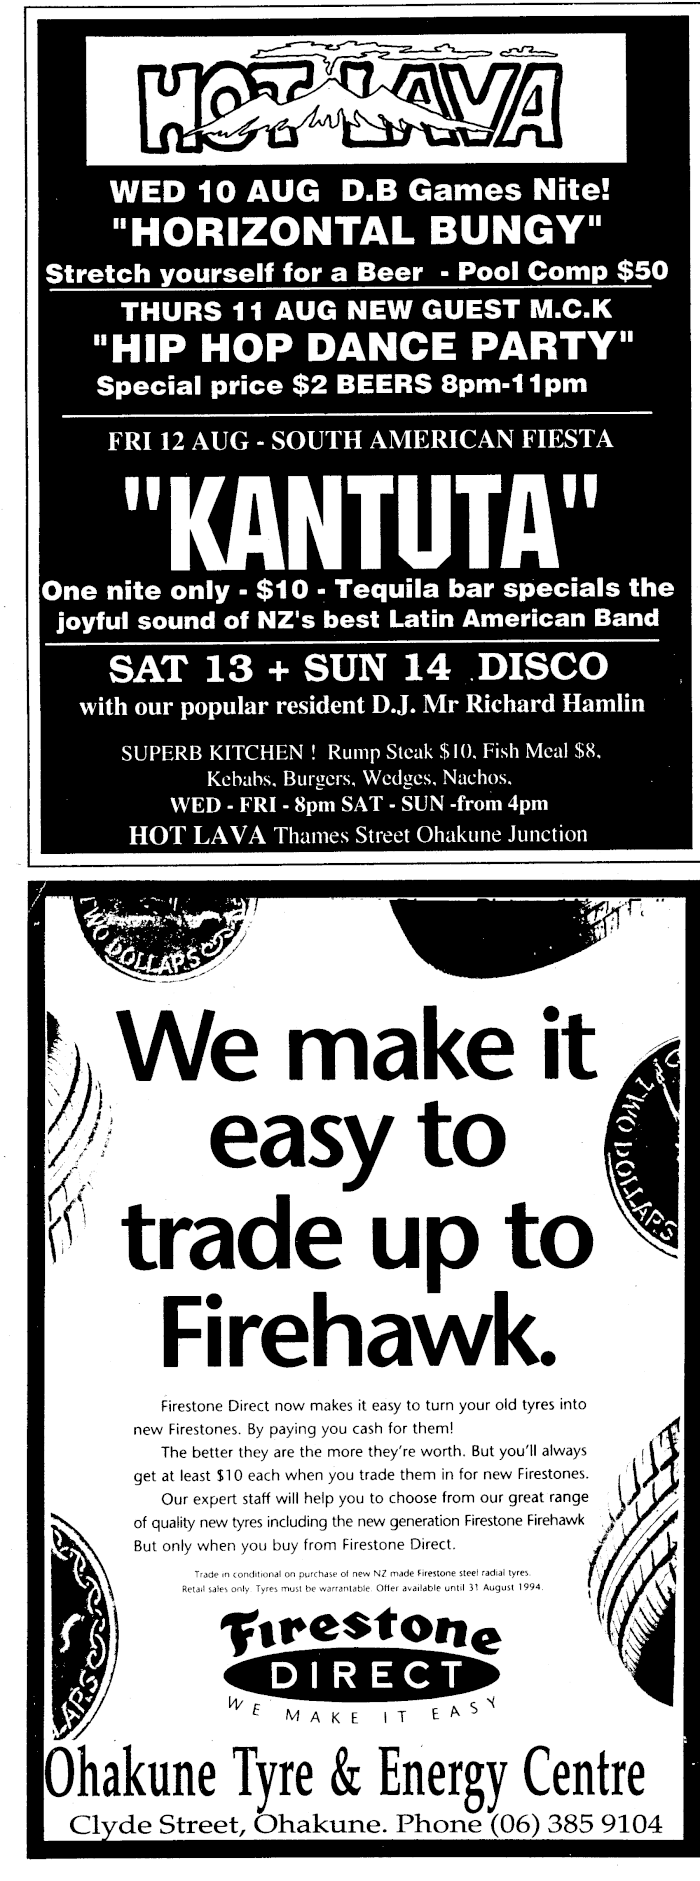 HOT LAVA
WED 10 AUG D.B Games Nite!
"HORIZONTAL BUNGY"
Stretch yourself for a Beer - Pool Comp $50
THURS 11 AUG NEW GUEST M.C.K
"HIP HOP DANCE PARTY"
Special price $2 BEERS 8pm-11pm
FRI 12 AUG - SOUTH AMERICAN FIESTA
"KANTUTA"
One nite only - $10 - Tequila bar specials the
joyful sound of NZ's best Latin American Band
SAT 13 + SUN 14 DISCO
with our popular resident D.J. Mr Richard Hamlin
SUPERB KITCHEN ! Rump Steak $10, Fish Meal $8,
Kebabs, Burgers, Wedges, Nachos,
WED - FRI - 8pm SAT - SUN -from 4pm
HOT LAVA Thames Street Ohakune Junction
TWO DOLLARS
We make it
easy to
TWO DOLLARS
trade up to
Firehawk.
Firestone Direct now makes it easy to turn your old tyres into
new Firestones. By paying you cash for them!
The better they are the more they're worth. But you'll always
get at least $10 each when you trade them in for new Firestones.
Our expert staff will help you to choose from our great range
of quality new tyres including the new generation Firestone Firehawk
But only when you buy from Firestone Direct.
Trade in conditional on purchase of new NZ made Firestone steel radial tyres.
Retail sales only. Tyres must be warrantable. Offer available until 31 August 1994.
Firestone
DIRECT
WE MAKE IT EASY
Ohakune Tyre & Energy Centre
Clyde Street, Ohakune. Phone (06) 385 9104